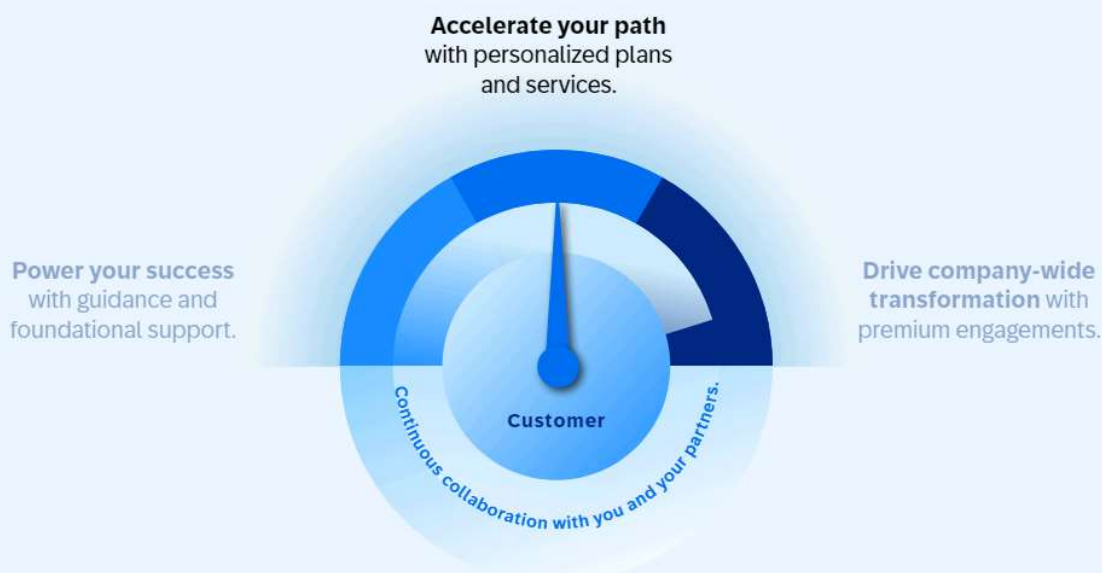 Accelerate your path
with personalized plans
and services.
Power your success
with guidance and
foundational support.
Drive company-wide
transformation with
premium engagements.
Customer
Continuous collaboration with you and your partners.